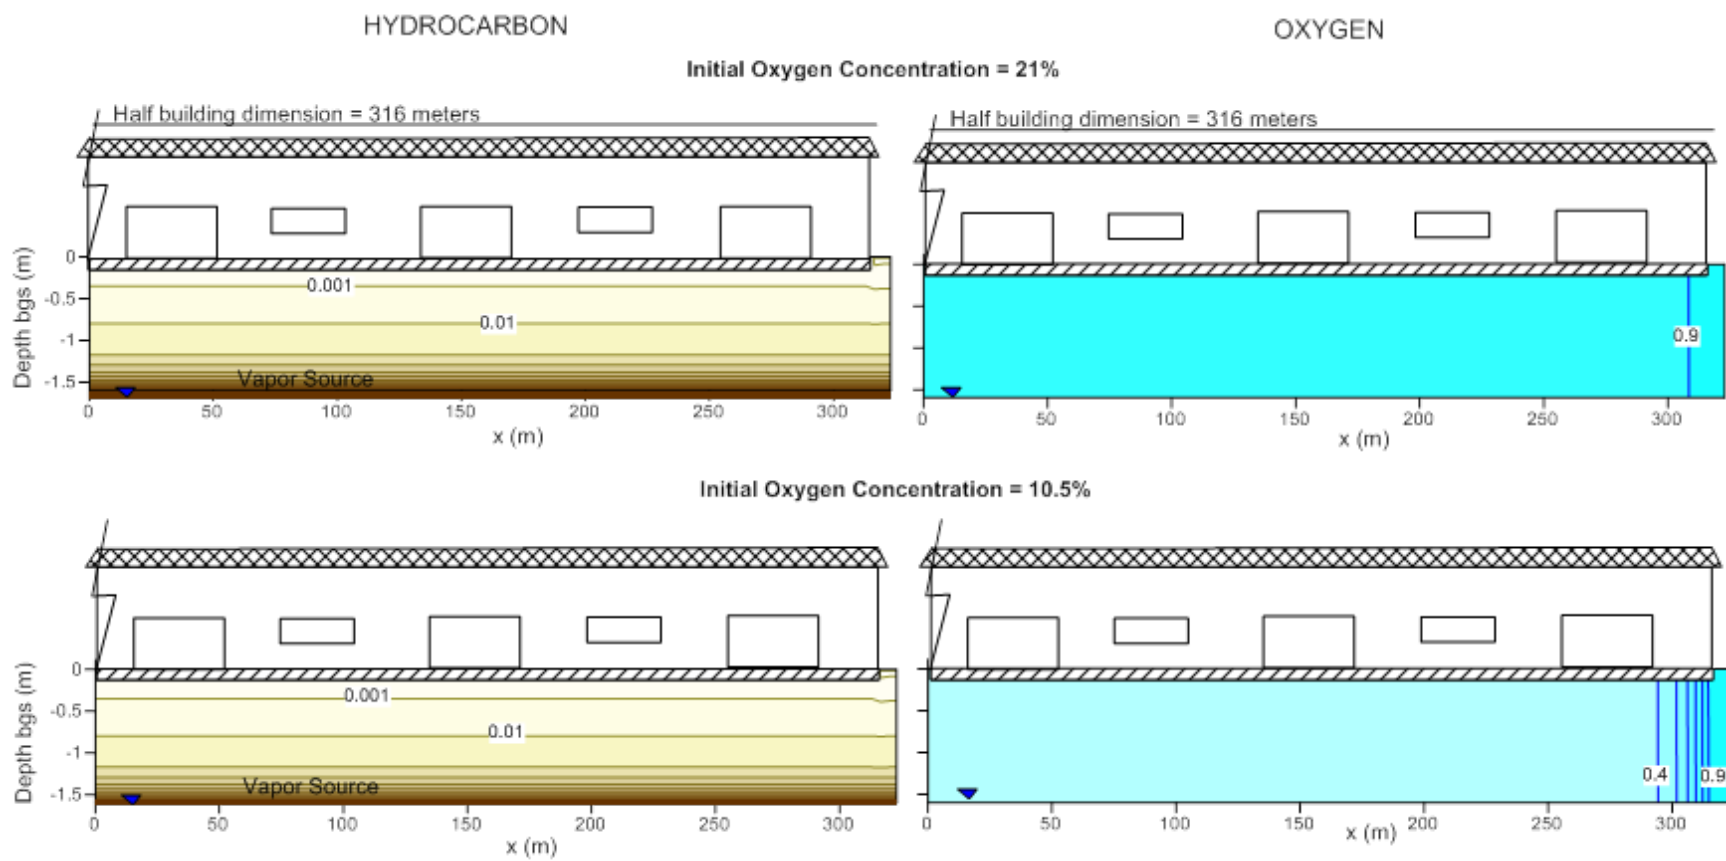 HYDROCARBON
OXYGEN
Initial Oxygen Concentration = 21%
Half building dimension = 316 meters
Half building dimension = 316 meters
Depth bgs (m)
0
-0.5
-1
-1.5
0.001
0.01
Vapor Source
0 50 100 150 200 250 300
x (m)
0.9
0 50 100 150 200 250 300
x (m)
Initial Oxygen Concentration = 10.5%
Depth bgs (m)
0
-0.5
-1
-1.5
0.001
0.01
Vapor Source
0 50 100 150 200 250 300
x (m)
0.4 0.9
0 50 100 150 200 250 300
x (m)